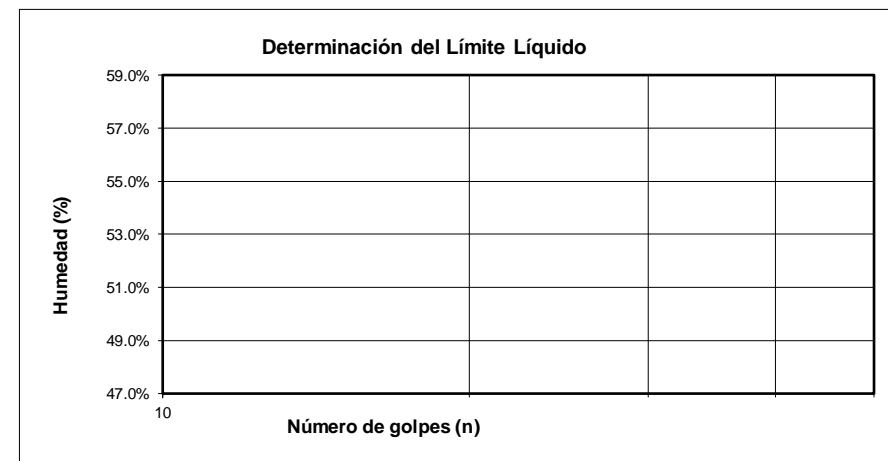 Determinación del Límite Líquido
59.0%
57.0%
55.0%
53.0%
51.0%
49.0%
47.0%
Humedad (%)
10
Número de golpes (n)